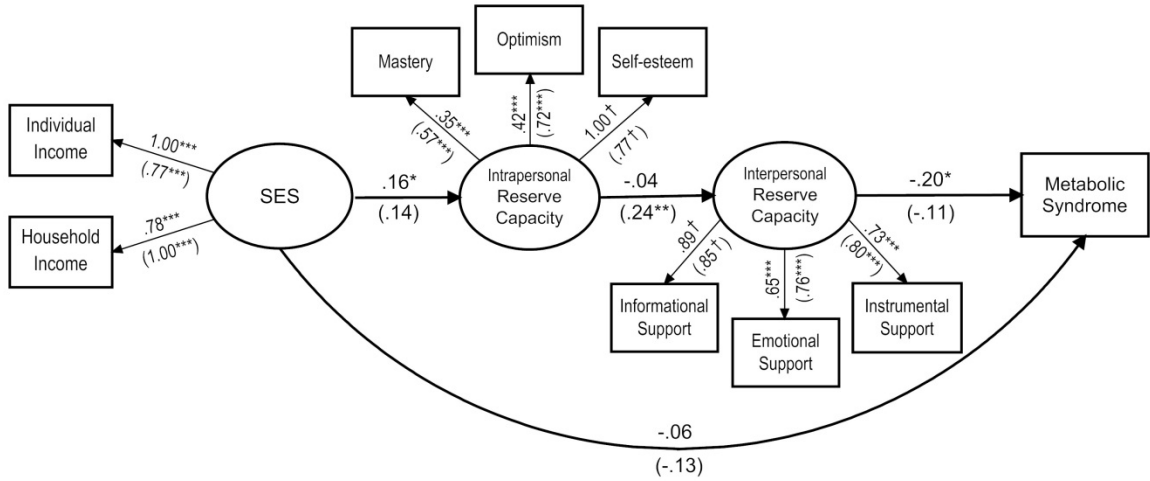 Mastery
Optimism
Self-esteem
Individual
Income
1.00***
(.77***)
.35***
(.57***)
.42***
(.72***)
1.00†
(.77†)
SES
.16*
(.14)
Intrapersonal
Reserve
Capacity
-.04
(.24**)
Interpersonal
Reserve
Capacity
-.20*
(-.11)
Metabolic
Syndrome
Household
Income
.78***
(1.00***)
.89†
(.85†)
.65***
(.76***)
.73***
(.80***)
Informational
Support
Emotional
Support
Instrumental
Support
-.06
(-.13)